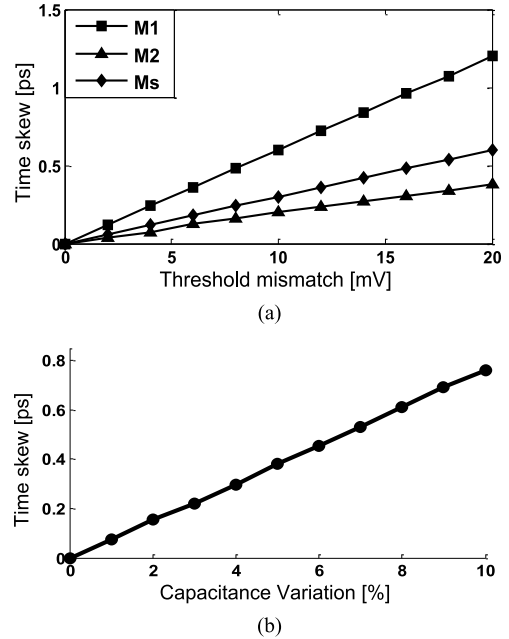 1.5
M1
M2
Ms
1
0.5
0
Time skew [ps]
0 5 10 15 20
Threshold mismatch [mV]
(a)
0.8
0.6
0.4
0.2
0
Time skew [ps]
0 2 4 6 8 10
Capacitance Variation [%]
(b)